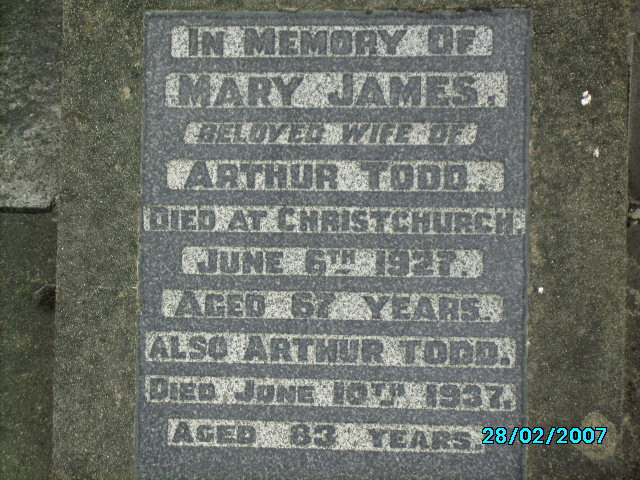 IN MEMORY OF
MARY JAMES.
BELOVED WIFE OF
ARTHUR TODD.
DIED AT CHRISTCHURCH.
JUNE 6TH 1927.
AGED 67 YEARS.
ALSO ARTHUR TODD.
DIED JUNE 10TH 1937.
AGED 83 YEARS.
28/02/2007